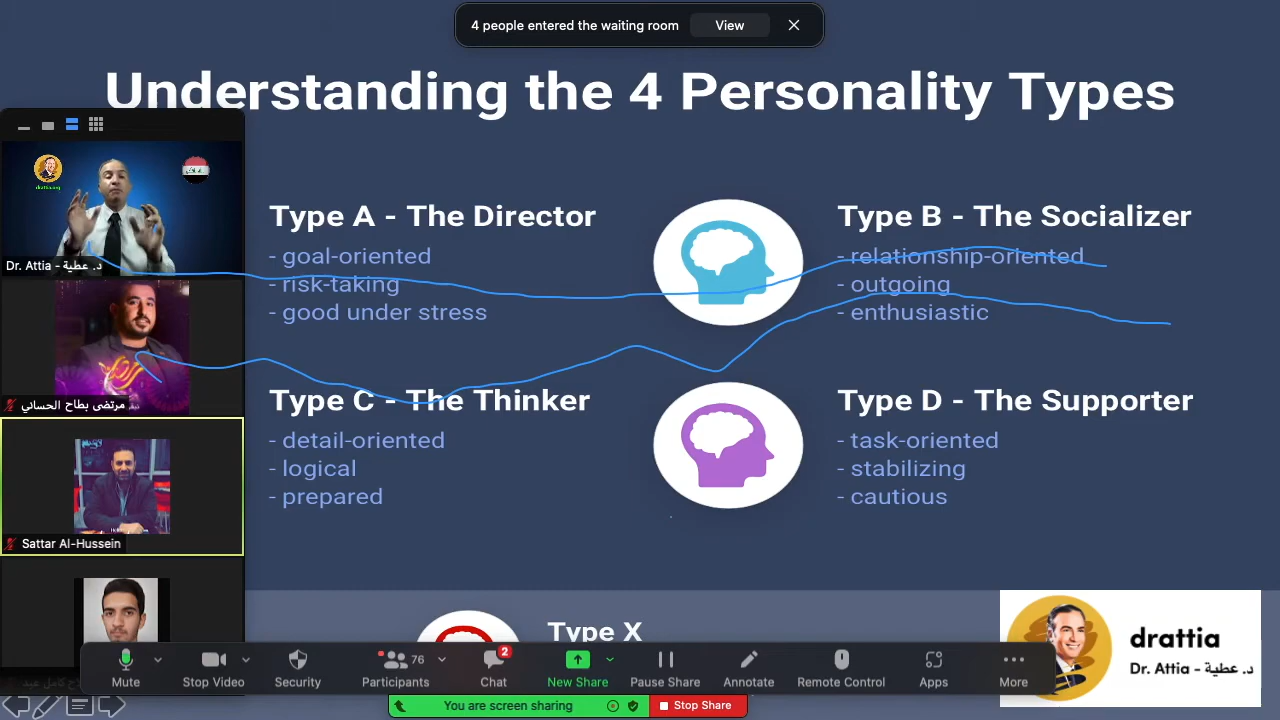 4 people entered the waiting room View
Understanding the 4 Personality Types
drattia.org
Dr. Attia - د. عطية
مرتضى بطاح الحساني
Sattar Al-Hussein
Type A - The Director
- goal-oriented
- risk-taking
- good under stress
Type B - The Socializer
- relationship-oriented
- outgoing
- enthusiastic
Type C - The Thinker
- detail-oriented
- logical
- prepared
Type D - The Supporter
- task-oriented
- stabilizing
- cautious
Type X
drattia
Dr. Attia - د. عطية
76
2
Mute Stop Video Security Participants Chat New Share Pause Share Annotate Remote Control Apps More
You are screen sharing Stop Share